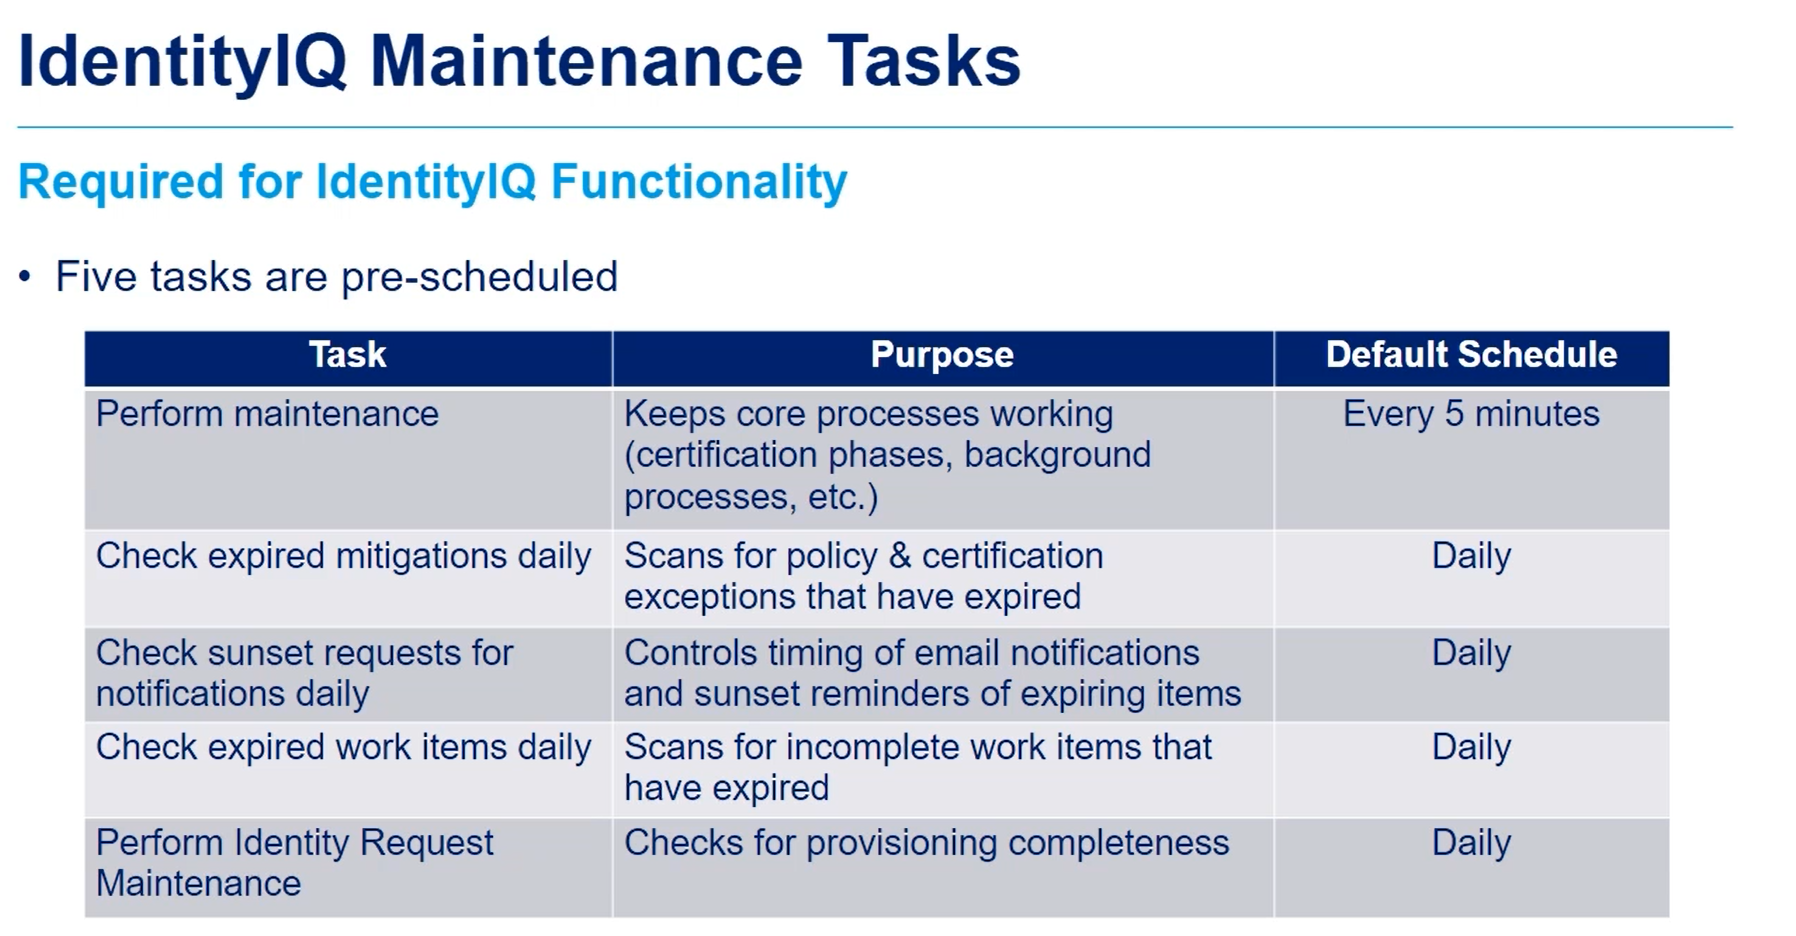 IdentityIQ Maintenance Tasks
Required for IdentityIQ Functionality
• Five tasks are pre-scheduled
Task Purpose Default Schedule
Perform maintenance Keeps core processes working Every 5 minutes
(certification phases, background
processes, etc.)
Check expired mitigations daily Scans for policy & certification Daily
exceptions that have expired
Check sunset requests for Controls timing of email notifications Daily
notifications daily and sunset reminders of expiring items
Check expired work items daily Scans for incomplete work items that Daily
have expired
Perform Identity Request Checks for provisioning completeness Daily
Maintenance